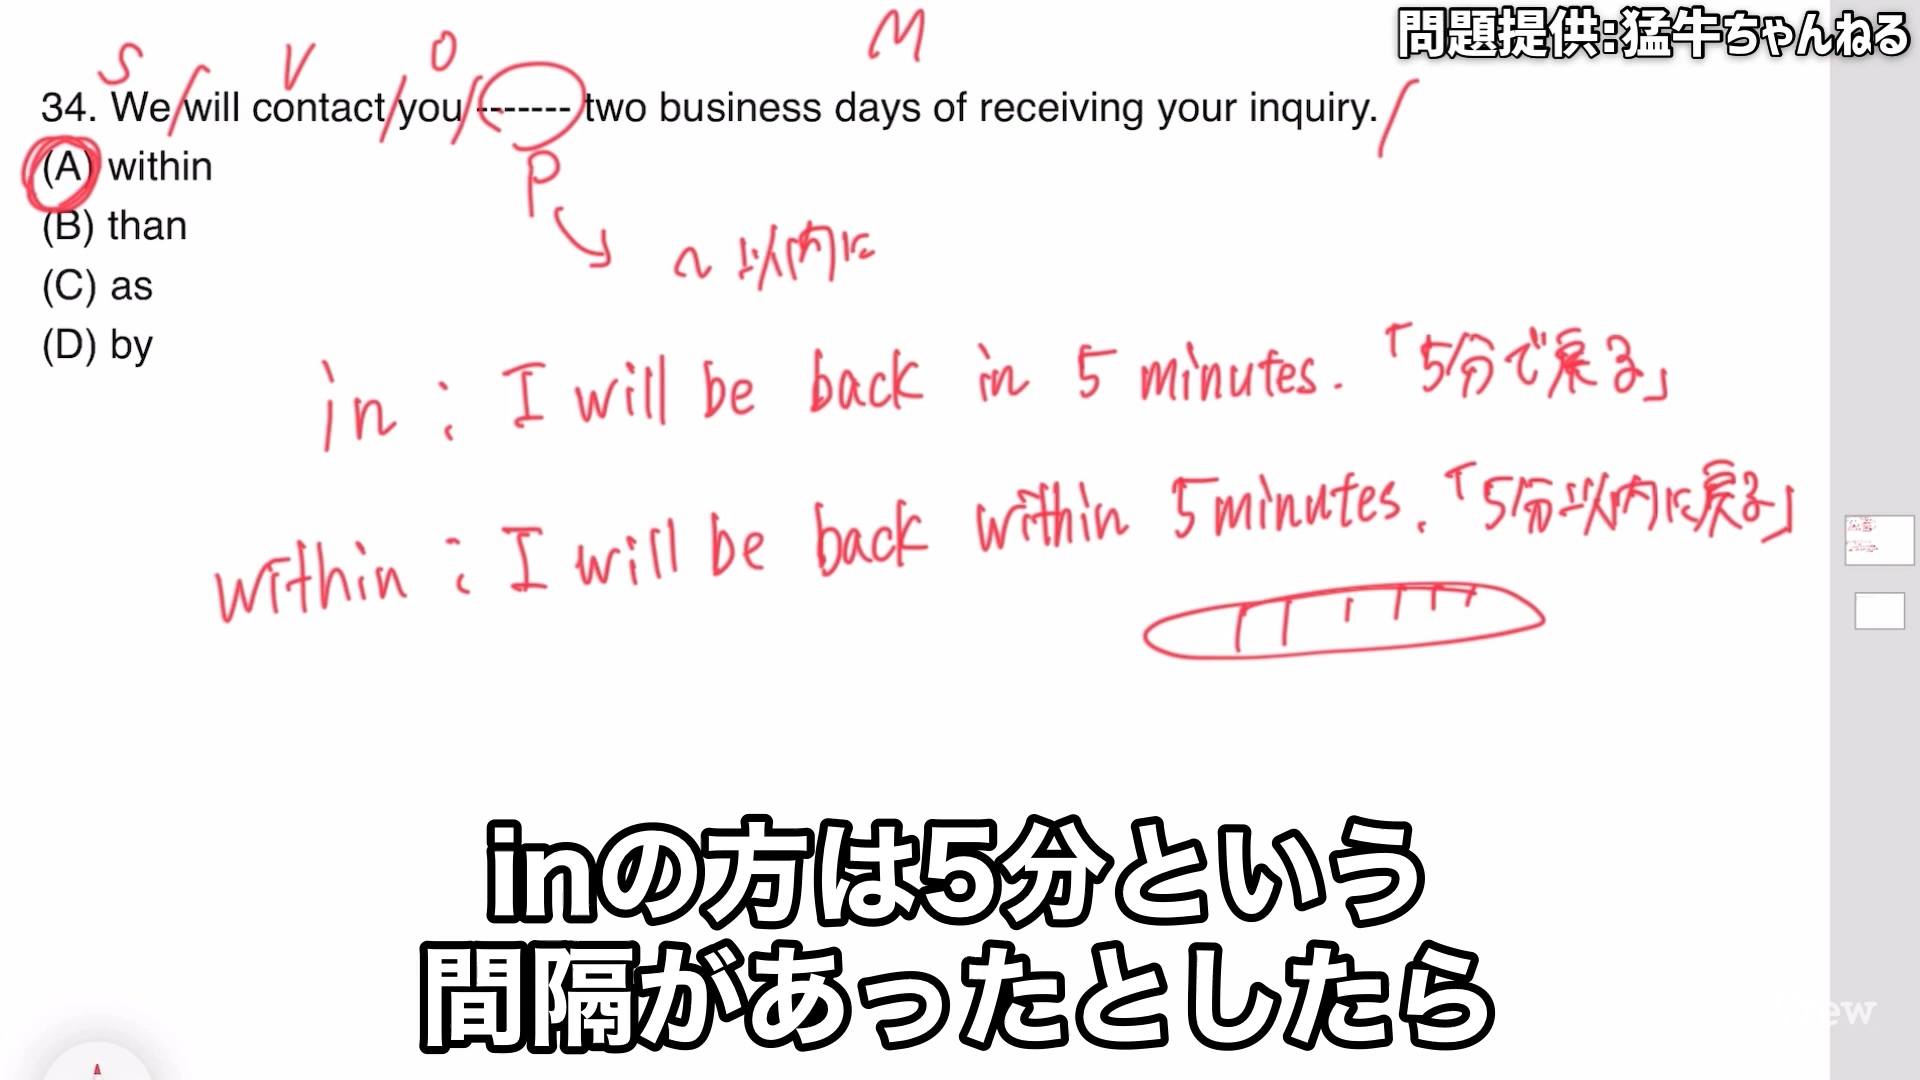 問題提供:猛牛ちゃんねる
S V O M
34. We will contact you ------- two business days of receiving your inquiry.
(A) within
P
(B) than
～以内に
(C) as
(D) by
in : I will be back in 5 minutes. 「5分で戻る」
within : I will be back within 5 minutes. 「5分以内に戻る」
inの方は5分という
間隔があったとしたら